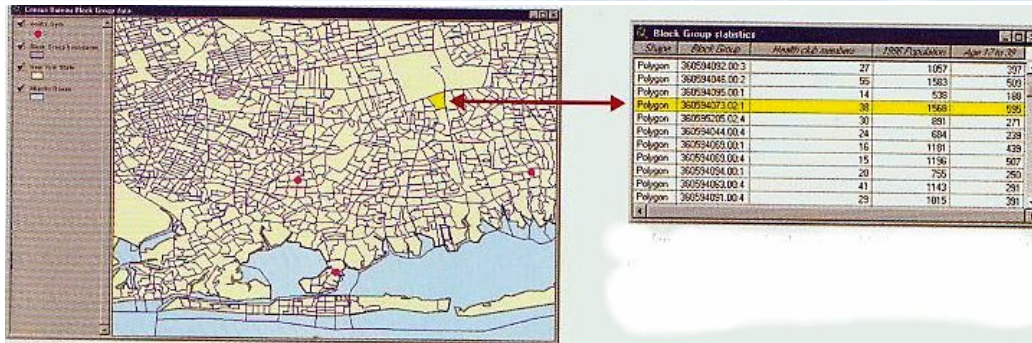 Census Bureau Block Group data
Health clubs
Block Group boundaries
New York State
Atlantic Ocean
Block Group statistics
Shape Block Group Health club members 1996 Population Age 17 to 39
Polygon 360594092.00:3 27 1057 397
Polygon 360594046.00:2 55 1583 509
Polygon 360594095.00:2 14 538 188
Polygon 360594073.02:1 38 1568 595
Polygon 360595205.02:4 30 891 271
Polygon 360594044.00:4 24 684 239
Polygon 360594069.00:1 16 1181 439
Polygon 360594069.00:4 15 1196 507
Polygon 360594094.00:1 20 755 250
Polygon 360594063.00:4 41 1143 291
Polygon 360594091.00:4 29 1015 391